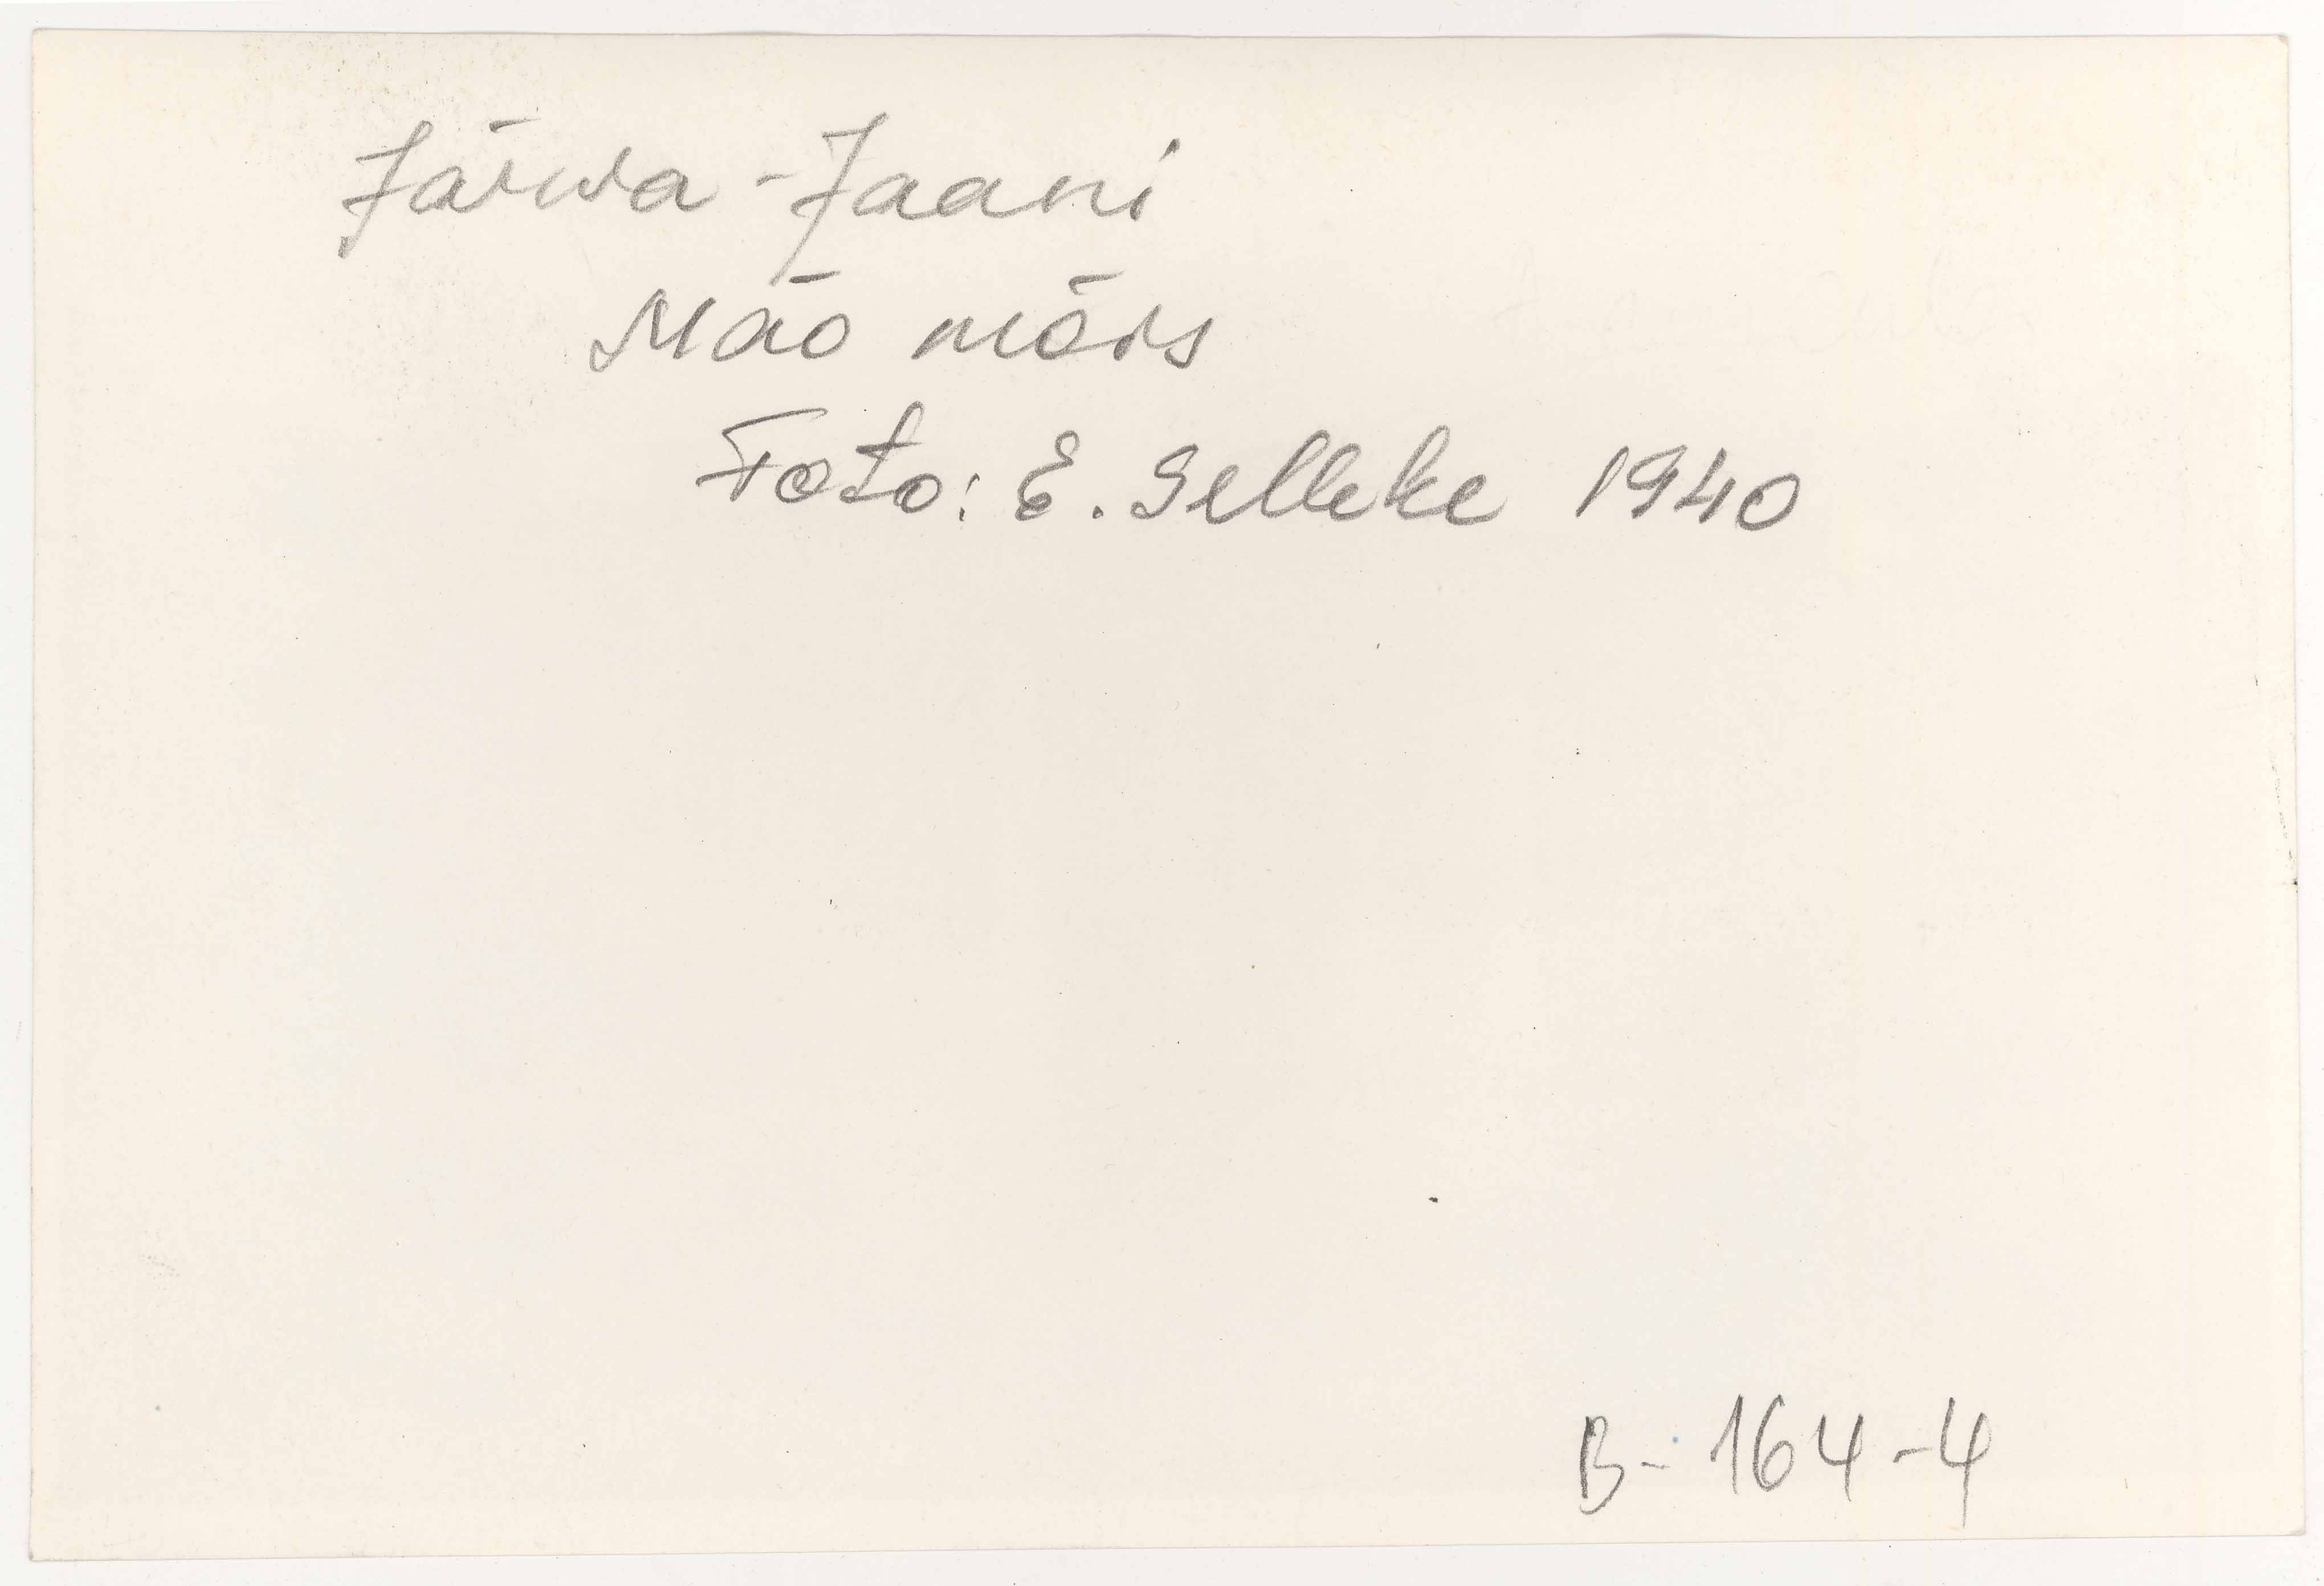 Järva-Jaani
Mäo mõis
Foto: E. Selleke 1940
B-164-4